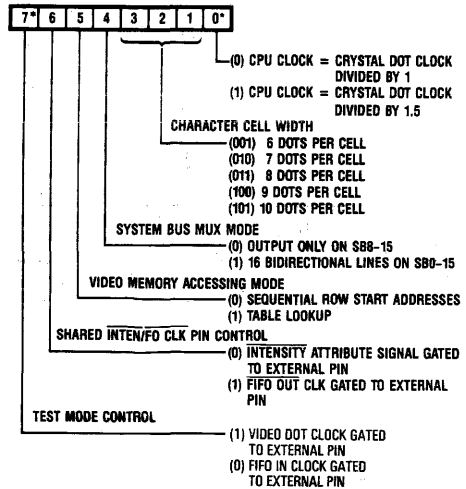 7* 6 5 4 3 2 1 0*
(0) CPU CLOCK = CRYSTAL DOT CLOCK
DIVIDED BY 1
(1) CPU CLOCK = CRYSTAL DOT CLOCK
DIVIDED BY 1.5
CHARACTER CELL WIDTH
(001) 6 DOTS PER CELL
(010) 7 DOTS PER CELL
(011) 8 DOTS PER CELL
(100) 9 DOTS PER CELL
(101) 10 DOTS PER CELL
SYSTEM BUS MUX MODE
(0) OUTPUT ONLY ON SB8-15
(1) 16 BIDIRECTIONAL LINES ON SB0-15
VIDEO MEMORY ACCESSING MODE
(0) SEQUENTIAL ROW START ADDRESSES
(1) TABLE LOOKUP
SHARED INTEN/FO CLK PIN CONTROL
(0) INTENSITY ATTRIBUTE SIGNAL GATED
TO EXTERNAL PIN
(1) FIFO OUT CLK GATED TO EXTERNAL
PIN
TEST MODE CONTROL
(1) VIDEO DOT CLOCK GATED
TO EXTERNAL PIN
(0) FIFO IN CLOCK GATED
TO EXTERNAL PIN